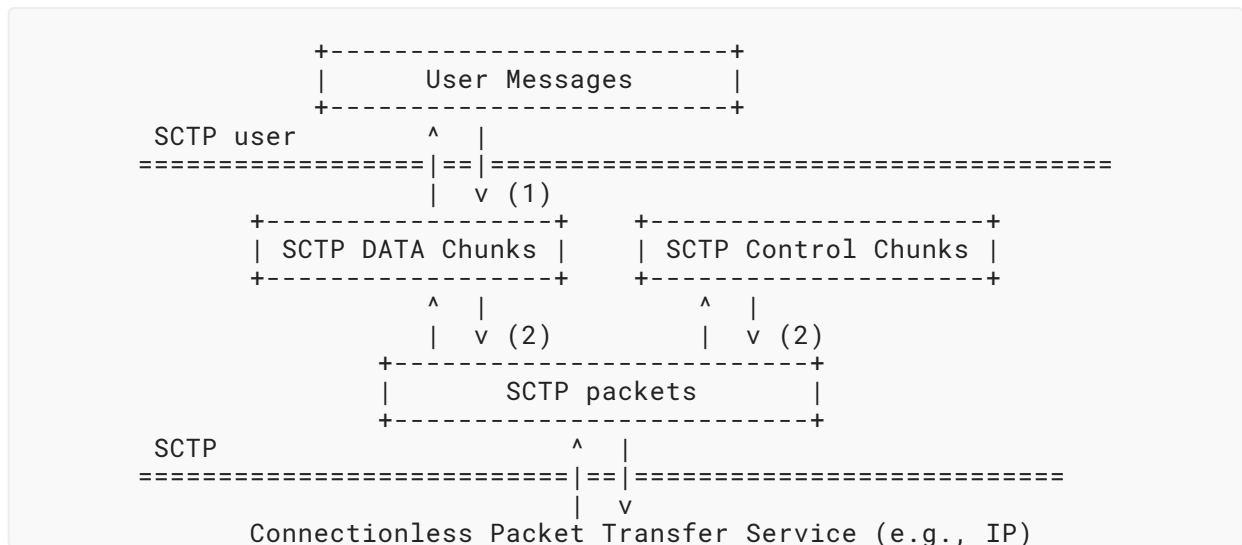 User Messages
SCTP user
(1)
SCTP DATA Chunks SCTP Control Chunks
(2) (2)
SCTP packets
SCTP
Connectionless Packet Transfer Service (e.g., IP)